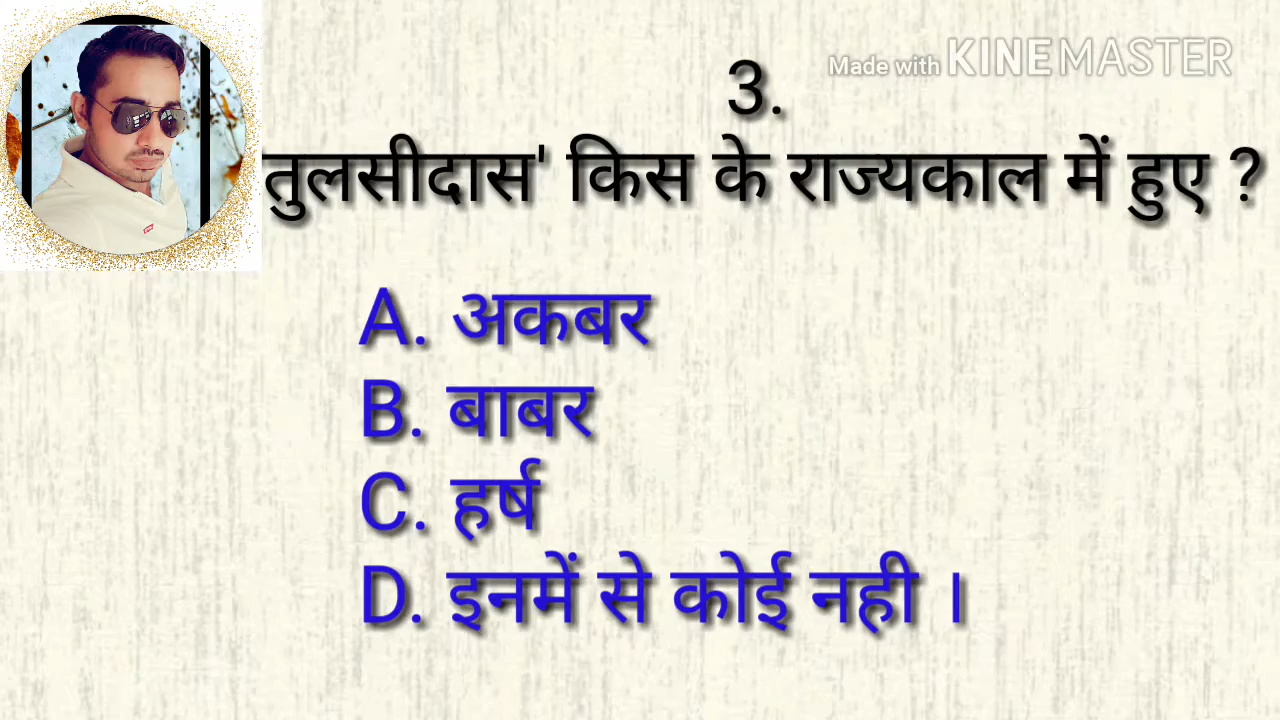 Made with KINEMASTER
3.
तुलसीदास' किस के राज्यकाल में हुए ?
A. अकबर
B. बाबर
C. हर्ष
D. इनमें से कोई नही ।